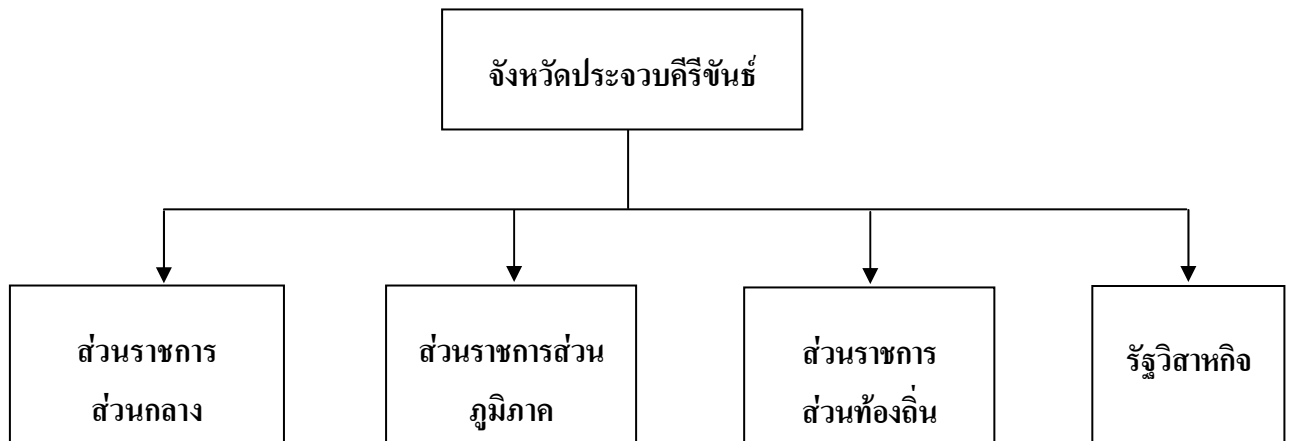 จังหวัดประจวบคีรีขันธ์
ส่วนราชการ
ส่วนกลาง
ส่วนราชการส่วน
ภูมิภาค
ส่วนราชการ
ส่วนท้องถิ่น
รัฐวิสาหกิจ